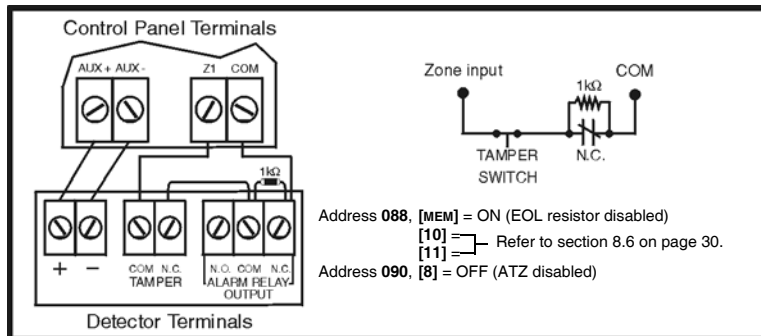 Control Panel Terminals
AUX + AUX - Z1 COM
1kΩ
+ - COM N.C. N.O. COM N.C.
TAMPER ALARM RELAY
OUTPUT
Detector Terminals
Zone input COM
1kΩ
TAMPER N.C.
SWITCH
Address 088, [MEM] = ON (EOL resistor disabled)
[10] =
Refer to section 8.6 on page 30.
[11] =
Address 090, [8] = OFF (ATZ disabled)